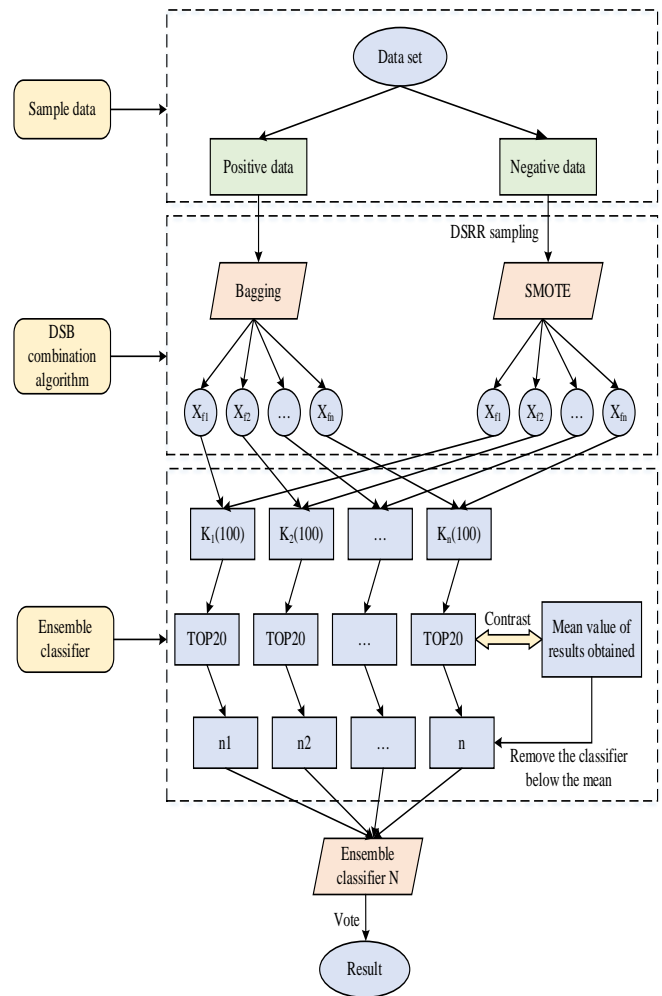 Data set
Sample data
Positive data
Negative data
DSRR sampling
Bagging
SMOTE
DSB
combination
algorithm
Xf1
Xf2
...
Xfn
Xf1
Xf2
...
Xfn
K1(100)
K2(100)
...
Kn(100)
Ensemble
classifier
TOP20
TOP20
...
TOP20
Contrast
Mean value of
results obtained
n1
n2
...
n
Remove the classifier
below the mean
Ensemble
classifier N
Vote
Result